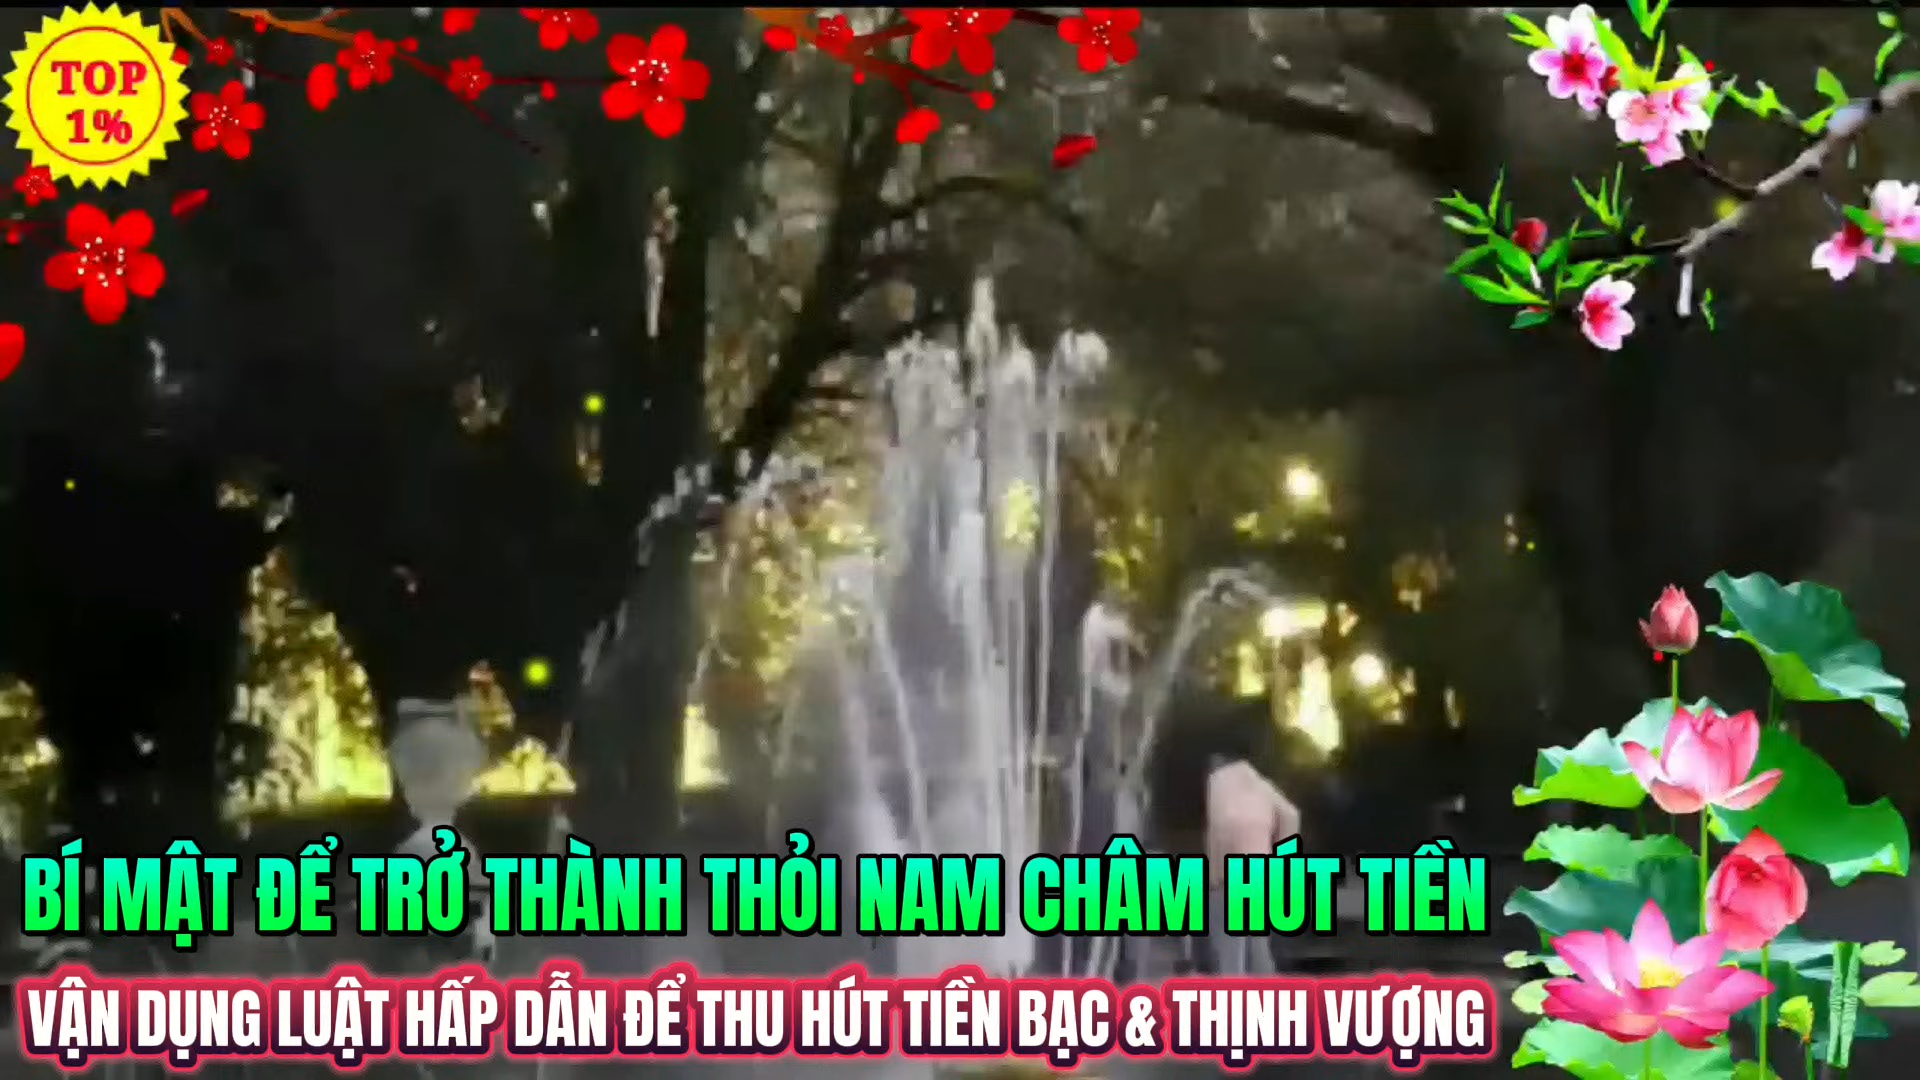 TOP
1%
BÍ MẬT ĐỂ TRỞ THÀNH THỎI NAM CHÂM HÚT TIỀN
VẬN DỤNG LUẬT HẤP DẪN ĐỂ THU HÚT TIỀN BẠC & THỊNH VƯỢNG